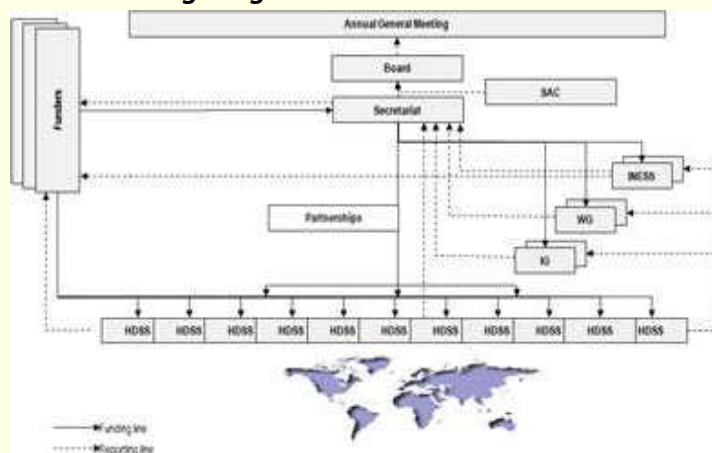 Annual General Meeting
Board
SAC
Funders
Secretariat
INESS
Partnerships
WG
IG
HDSS HDSS HDSS HDSS HDSS HDSS HDSS HDSS HDSS HDSS HDSS
Funding line
Reporting line